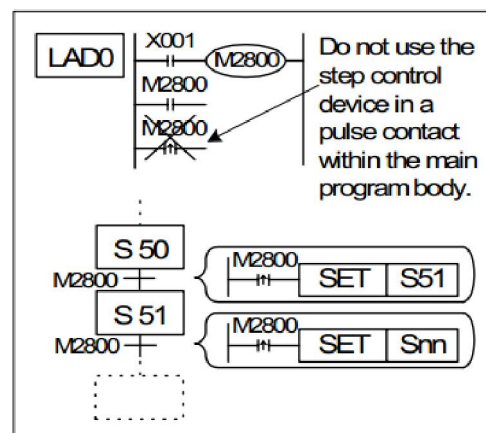 X001
LAD0
M2800
M2800
M2800
Do not use the
step control
device in a
pulse contact
within the main
program body.
S 50
M2800
M2800
SET S51
S 51
M2800
M2800
SET Snn